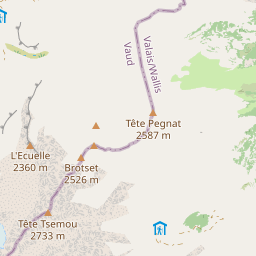 Valais/Wallis
Vaud
Tête Pegnat
2587 m
L'Ecuelle
2360 m
Brotset
2526 m
Tête Tsemou
2733 m